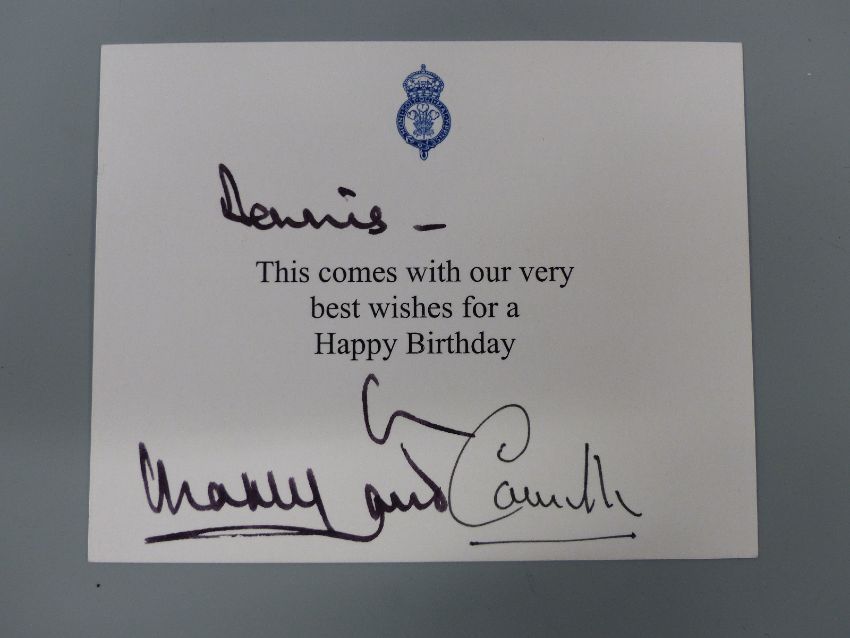 Dennis –
This comes with our very
best wishes for a
Happy Birthday
Charles and Camilla